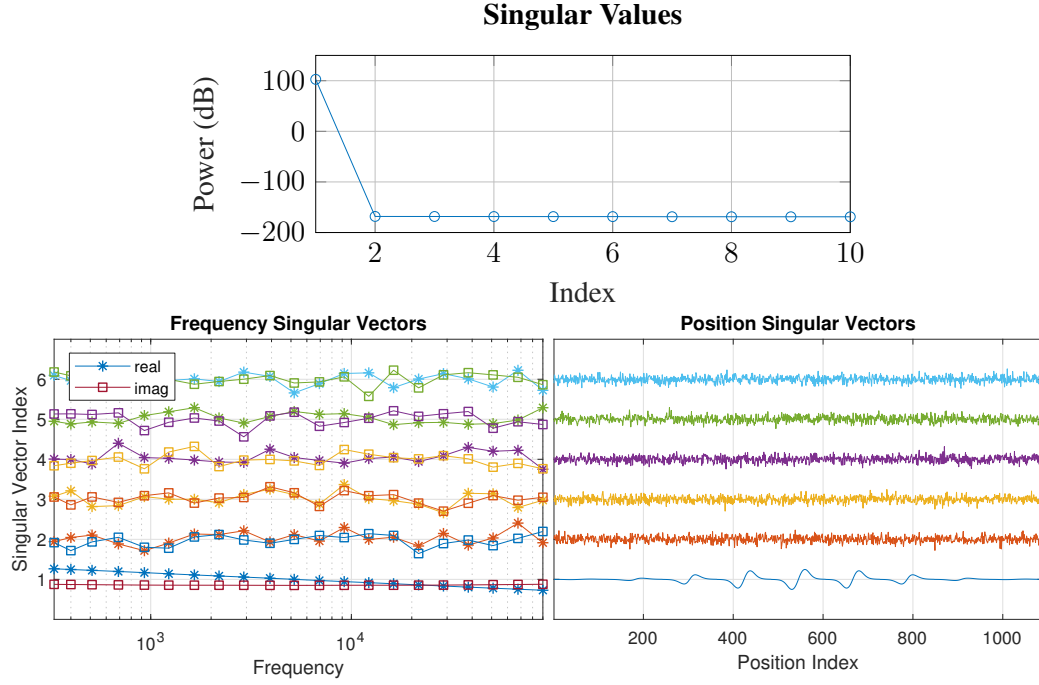 Singular Values
Power (dB)
100
0
−100
−200
2 4 6 8 10
Index
Frequency Singular Vectors
real
imag
Singular Vector Index
6
5
4
3
2
1
10^3 10^4
Frequency
Position Singular Vectors
200 400 600 800 1000
Position Index